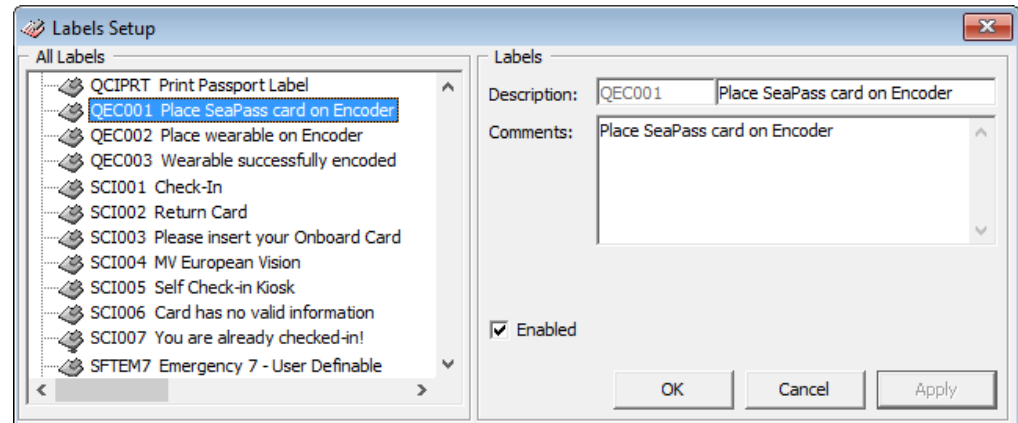 Labels Setup
All Labels
QCIPRT Print Passport Label
QEC001 Place SeaPass card on Encoder
QEC002 Place wearable on Encoder
QEC003 Wearable successfully encoded
SCI001 Check-In
SCI002 Return Card
SCI003 Please insert your Onboard Card
SCI004 MV European Vision
SCI005 Self Check-in Kiosk
SCI006 Card has no valid information
SCI007 You are already checked-in!
SFTEM7 Emergency 7 - User Definable
Labels
Description: QEC001 Place SeaPass card on Encoder
Comments: Place SeaPass card on Encoder
Enabled
OK Cancel Apply